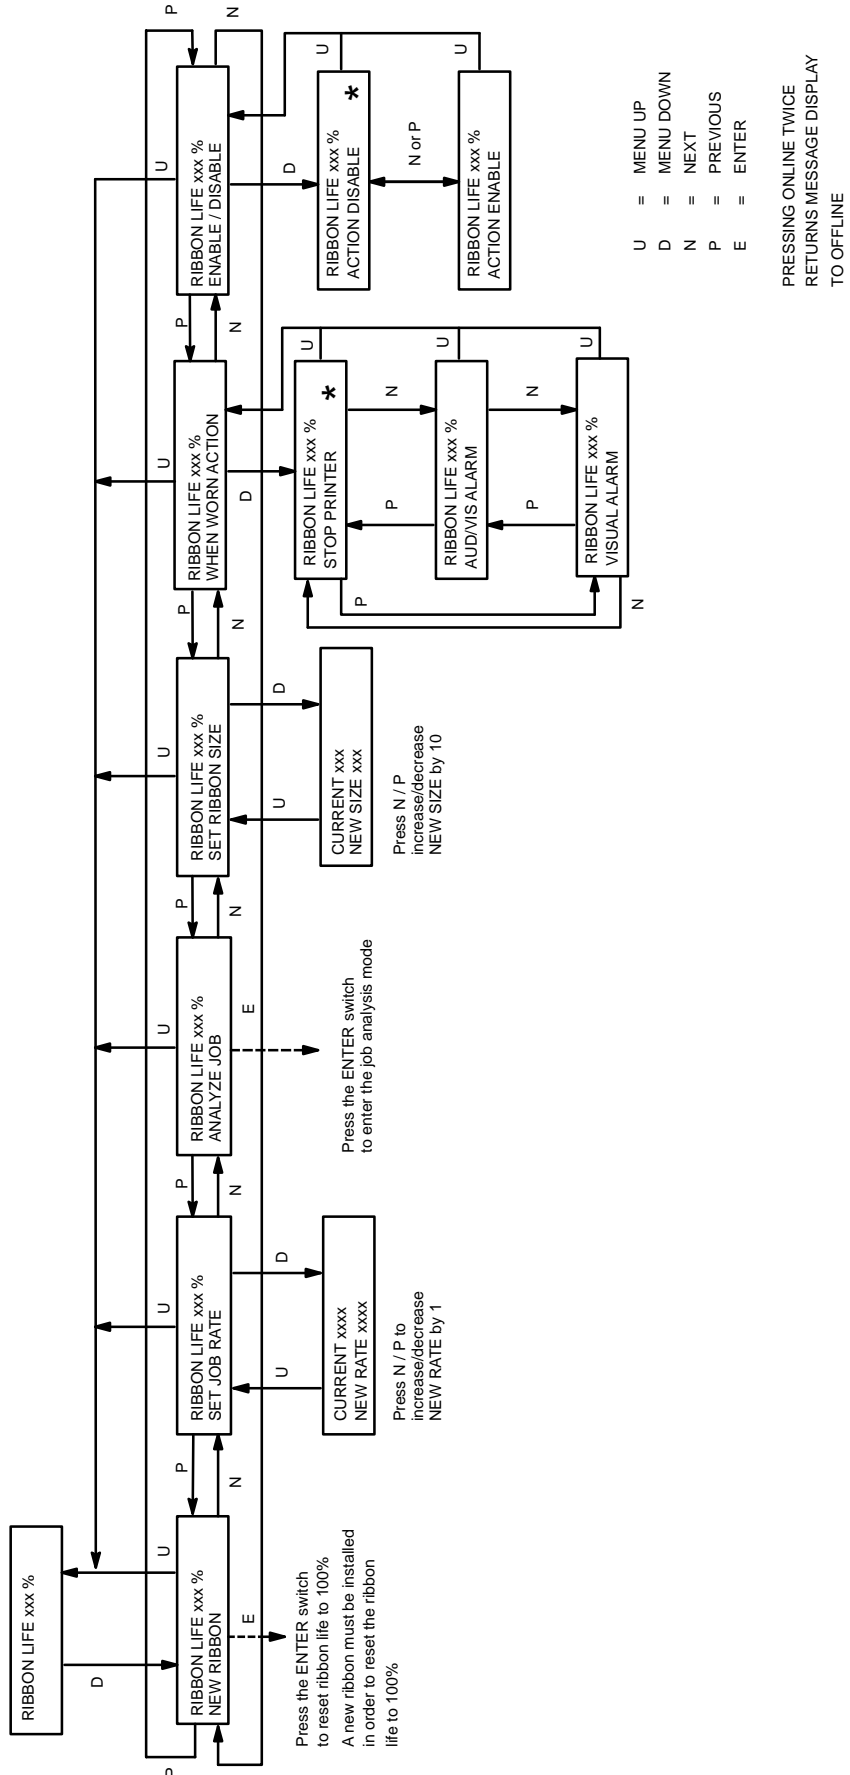 RIBBON LIFE xxx %
D
U
P
P
N
RIBBON LIFE xxx %
NEW RIBBON
E
Press the ENTER switch
to reset ribbon life to 100%
A new ribbon must be installed
in order to reset the ribbon
life to 100%
P
N
U
RIBBON LIFE xxx %
SET JOB RATE
U
D
CURRENT xxxx
NEW RATE xxxx
Press N / P to
increase/decrease
NEW RATE by 1
P
N
U
RIBBON LIFE xxx %
ANALYZE JOB
E
Press the ENTER switch
to enter the job analysis mode
P
N
U
RIBBON LIFE xxx %
SET RIBBON SIZE
U
D
CURRENT xxx
NEW SIZE xxx
Press N / P
increase/decrease
NEW SIZE by 10
P
N
U
RIBBON LIFE xxx %
WHEN WORN ACTION
D
RIBBON LIFE xxx %
STOP PRINTER
*
U
P
N
RIBBON LIFE xxx %
AUD/VIS ALARM
U
P
N
RIBBON LIFE xxx %
VISUAL ALARM
U
P
N
P
N
U
RIBBON LIFE xxx %
ENABLE / DISABLE
D
RIBBON LIFE xxx %
ACTION DISABLE
*
U
N or P
RIBBON LIFE xxx %
ACTION ENABLE
U
U = MENU UP
D = MENU DOWN
N = NEXT
P = PREVIOUS
E = ENTER
PRESSING ONLINE TWICE
RETURNS MESSAGE DISPLAY
TO OFFLINE